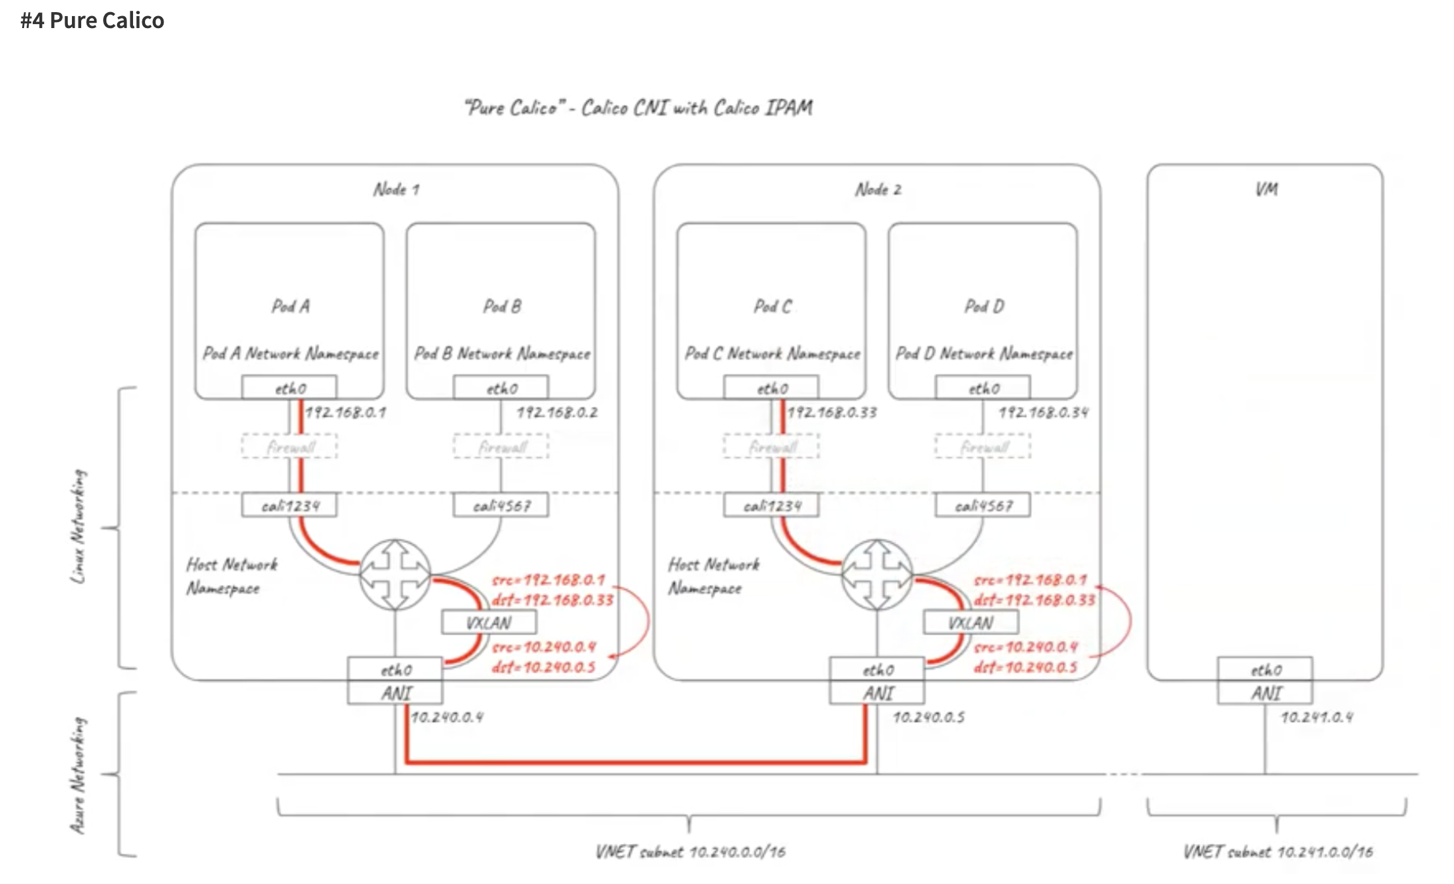 #4 Pure Calico
"Pure Calico" - Calico CNI with Calico IPAM
Node 1
Node 2
VM
Pod A
Pod B
Pod C
Pod D
Pod A Network Namespace
Pod B Network Namespace
Pod C Network Namespace
Pod D Network Namespace
eth0
eth0
eth0
eth0
192.168.0.1
192.168.0.2
192.168.0.33
192.168.0.34
firewall
firewall
firewall
firewall
cali1234
cali4567
cali1234
cali4567
Linux Networking
Host Network
Namespace
src=192.168.0.1
dst=192.168.0.33
VXLAN
src=10.240.0.4
dst=10.240.0.5
Host Network
Namespace
src=192.168.0.1
dst=192.168.0.33
VXLAN
src=10.240.0.4
dst=10.240.0.5
eth0
eth0
eth0
ANI
ANI
ANI
10.240.0.4
10.240.0.5
10.241.0.4
Azure Networking
VNET subnet 10.240.0.0/16
VNET subnet 10.241.0.0/16